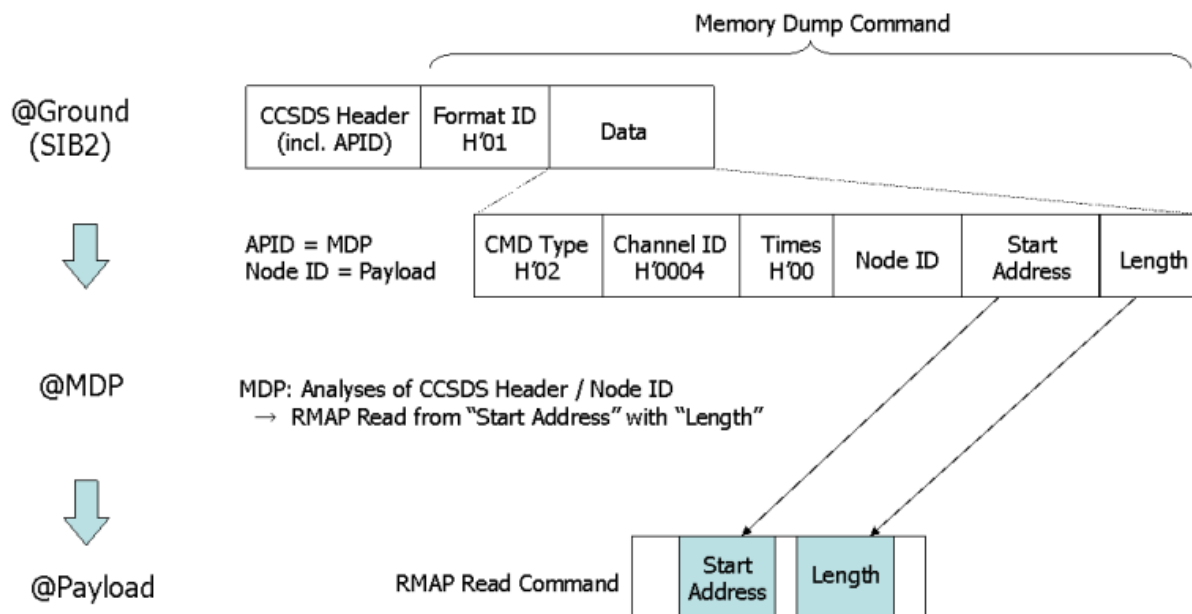 Memory Dump Command
@Ground
(SIB2)
CCSDS Header
(incl. APID)
Format ID
H'01
Data
APID = MDP
Node ID = Payload
CMD Type
H'02
Channel ID
H'0004
Times
H'00
Node ID
Start
Address
Length
@MDP
MDP: Analyses of CCSDS Header / Node ID
→ RMAP Read from “Start Address” with “Length”
@Payload
RMAP Read Command
Start
Address
Length